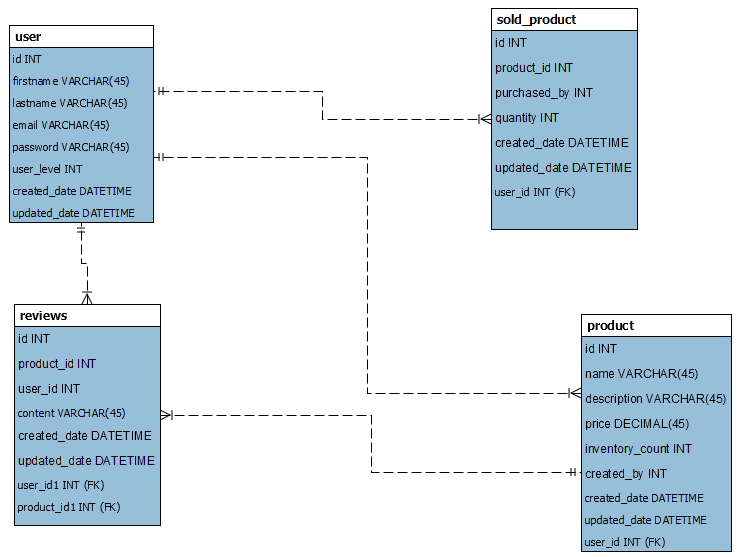 user
id INT
firstname VARCHAR(45)
lastname VARCHAR(45)
email VARCHAR(45)
password VARCHAR(45)
user_level INT
created_date DATETIME
updated_date DATETIME
sold_product
id INT
product_id INT
purchased_by INT
quantity INT
created_date DATETIME
updated_date DATETIME
user_id INT (FK)
reviews
id INT
product_id INT
user_id INT
content VARCHAR(45)
created_date DATETIME
updated_date DATETIME
user_id1 INT (FK)
product_id1 INT (FK)
product
id INT
name VARCHAR(45)
description VARCHAR(45)
price DECIMAL(45)
inventory_count INT
created_by INT
created_date DATETIME
updated_date DATETIME
user_id INT (FK)